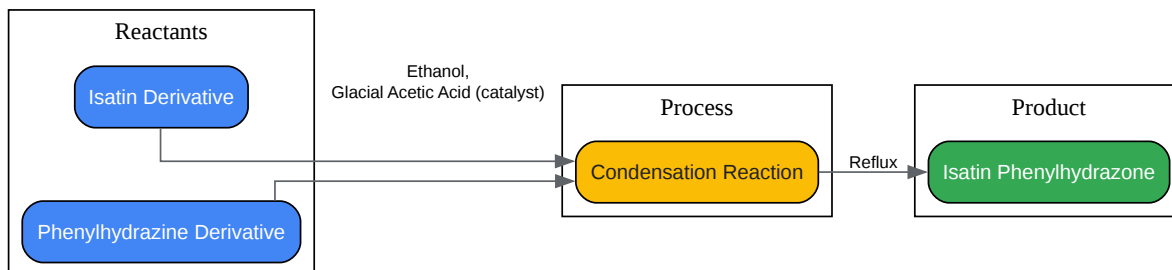 Reactants
Isatin Derivative
Phenylhydrazine Derivative
Ethanol,
Glacial Acetic Acid (catalyst)
Process
Condensation Reaction
Reflux
Product
Isatin Phenylhydrazone